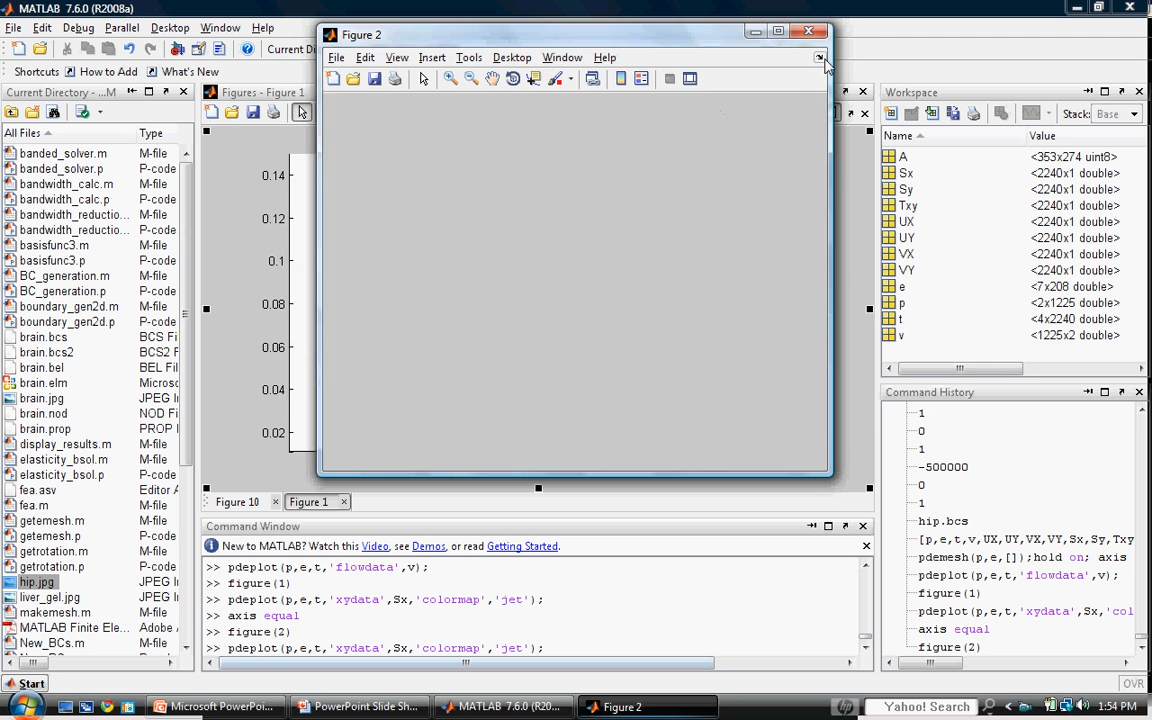 MATLAB 7.6.0 (R2008a)
File Edit Debug Parallel Desktop Window Help
Current Di
Shortcuts How to Add What's New
Figure 2
File Edit View Insert Tools Desktop Window Help
Current Directory - ...M
All Files Type
banded_solver.m M-file
banded_solver.p P-code
bandwidth_calc.m M-file
bandwidth_calc.p P-code
bandwidth_reductio... M-file
bandwidth_reductio... P-code
basisfunc3.m M-file
basisfunc3.p P-code
BC_generation.m M-file
BC_generation.p P-code
boundary_gen2d.m M-file
boundary_gen2d.p P-code
brain.bcs BCS Fi
brain.bcs2 BCS2 F
brain.bel BEL Fil
brain.elm Microsc
brain.jpg JPEG Ir
brain.nod NOD Fi
brain.prop PROP I
display_results.m M-file
elasticity_bsol.m M-file
elasticity_bsol.p P-code
fea.asv Editor A
fea.m M-file
getemesh.m M-file
getemesh.p P-code
getrotation.m M-file
getrotation.p P-code
hip.jpg JPEG Ir
liver_gel.jpg JPEG Ir
makemesh.m M-file
MATLAB Finite Ele... Adobe A
New_BCs.m M-file
Figures - Figure 1
0.14
0.12
0.1
0.08
0.06
0.04
0.02
Figure 10 Figure 1
Command Window
New to MATLAB? Watch this Video, see Demos, or read Getting Started.
>> pdeplot(p,e,t,'flowdata',v);
>> figure(1)
>> pdeplot(p,e,t,'xydata',Sx,'colormap','jet');
>> axis equal
>> figure(2)
>> pdeplot(p,e,t,'xydata',Sx,'colormap','jet');
Workspace
Stack: Base
Name Value
A <353x274 uint8>
Sx <2240x1 double>
Sy <2240x1 double>
Txy <2240x1 double>
UX <2240x1 double>
UY <2240x1 double>
VX <2240x1 double>
VY <2240x1 double>
e <7x208 double>
p <2x1225 double>
t <4x2240 double>
v <1225x2 double>
Command History
1
0
1
-500000
0
1
hip.bcs
[p,e,t,v,UX,UY,VX,VY,Sx,Sy,Txy
pdemesh(p,e,[]);hold on; axis
pdeplot(p,e,t,'flowdata',v);
figure(1)
pdeplot(p,e,t,'xydata',Sx,'col
axis equal
figure(2)
Start OVR
Microsoft PowerPoi... PowerPoint Slide Sh... MATLAB 7.6.0 (R20... Figure 2 hp Yahoo! Search 1:54 PM